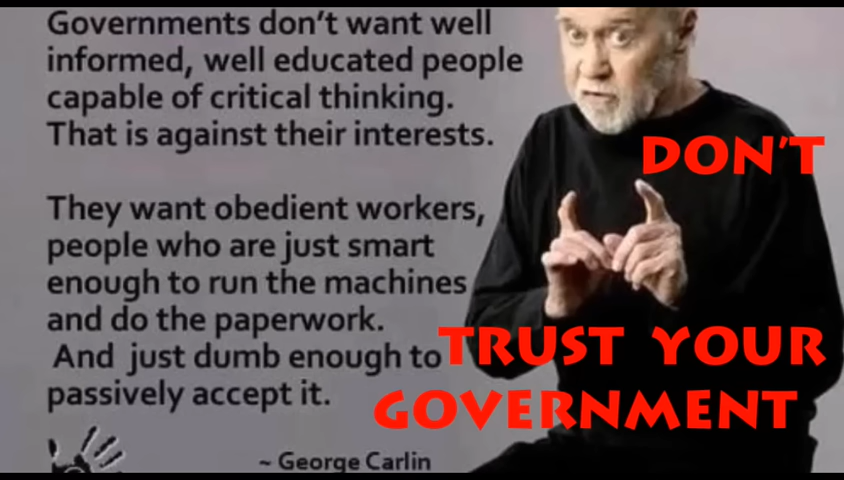 Governments don't want well
informed, well educated people
capable of critical thinking.
That is against their interests.
They want obedient workers,
people who are just smart
enough to run the machines
and do the paperwork.
And just dumb enough to
passively accept it.
~ George Carlin
DON'T
TRUST YOUR
GOVERNMENT